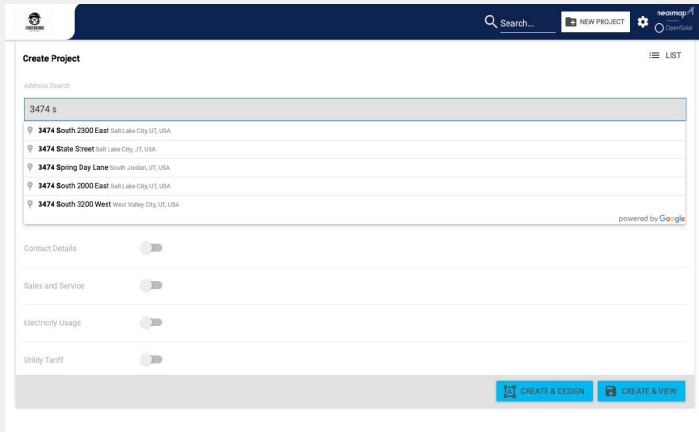 Search...
NEW PROJECT
nearmap
OpenSolar
Create Project
LIST
Address Search
3474 s
3474 South 2300 East Salt Lake City, UT, USA
3474 State Street Salt Lake City, UT, USA
3474 Spring Day Lane South Jordan, UT, USA
3474 South 2000 East Salt Lake City, UT, USA
3474 South 3200 West West Valley City, UT, USA
powered by Google
Contact Details
Sales and Service
Electricity Usage
Utility Tariff
CREATE & DESIGN
CREATE & VIEW